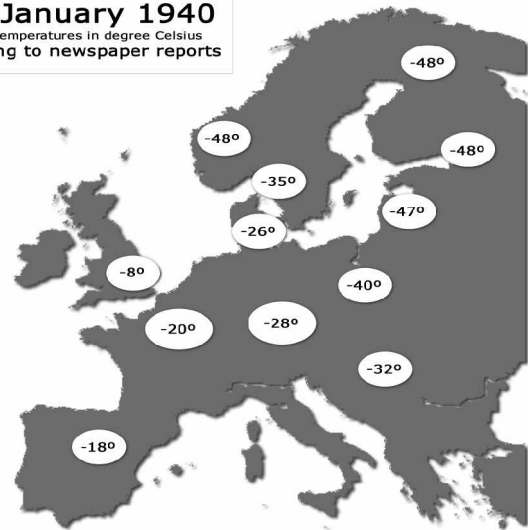 January 1940
emperatures in degree Celsius
ng to newspaper reports
-48º
-48º
-48º
-35º
-47º
-26º
-8º
-40º
-20º
-28º
-32º
-18º